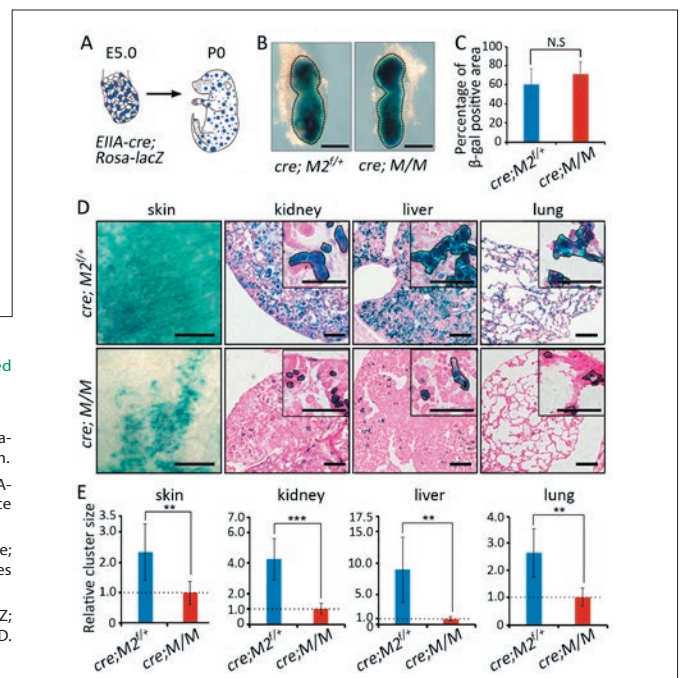 A
E5.0
P0
EIIA-cre;
Rosa-lacZ
B
cre; M2f/+
cre; M/M
C
Percentage of
β-gal positive area
100
80
60
40
20
0
N.S
cre;M2f/+
cre;M/M
D
skin
kidney
liver
lung
cre; M2f/+
cre; M/M
ed
a-
n.
A-
ce
e;
es
Z;
D.
E
Relative cluster size
skin
3.5
3.0
2.0
1.0
0
**
cre;M2f/+
cre;M/M
kidney
7.0
6.0
4.0
2.0
1.0
0
***
cre;M2f/+
cre;M/M
liver
17.5
15.0
10.0
5.0
1.0
0
**
cre;M2f/+
cre;M/M
lung
4.0
3.0
2.0
1.0
0
**
cre;M2f/+
cre;M/M